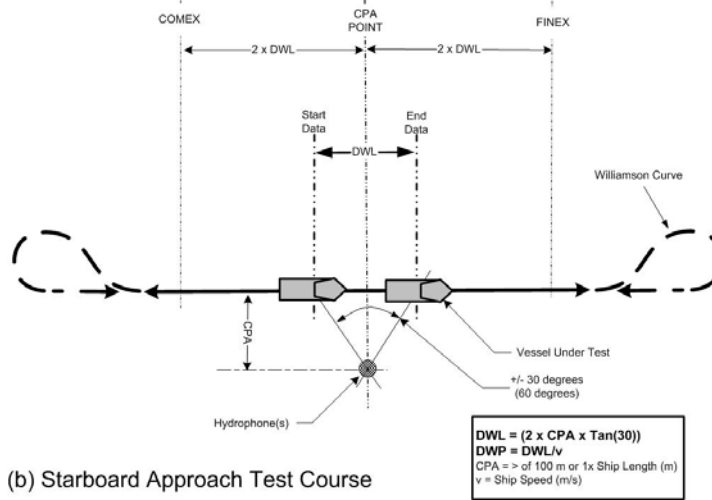 COMEX
CPA
POINT
FINEX
2 x DWL
2 x DWL
Start
Data
End
Data
DWL
Williamson Curve
CPA
Vessel Under Test
+/- 30 degrees
(60 degrees)
Hydrophone(s)
DWL = (2 x CPA x Tan(30))
DWP = DWL/v
CPA = > of 100 m or 1x Ship Length (m)
v = Ship Speed (m/s)
(b) Starboard Approach Test Course